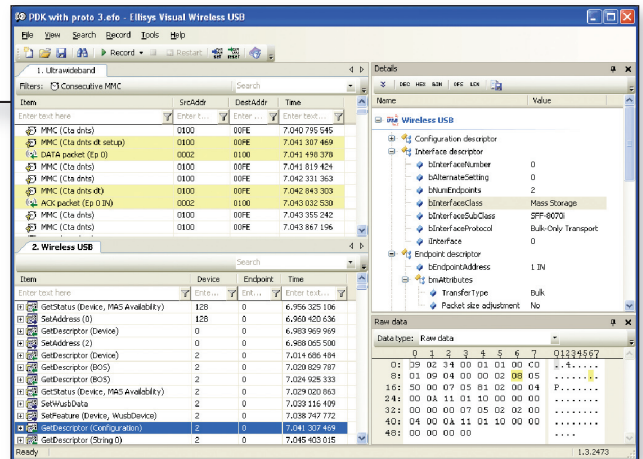 PDK with proto 3.efo - Ellisys Visual Wireless USB
File View Search Record Tools Help
Record Restart
1. Ultrawideband
Filters: Consecutive MMC Search
Item SrcAddr DestAddr Time
Enter text here Enter t... Enter ... Enter text...
MMC (Cta dnts) 0100 00FE 7.040 795 545
MMC (Cta dnts dt setup) 0100 00FE 7.041 307 469
DATA packet (Ep 0) 0002 0100 7.041 498 378
MMC (Cta dnts) 0100 00FE 7.041 819 424
MMC (Cta dnts) 0100 00FE 7.042 331 363
MMC (Cta dnts dt) 0100 00FE 7.042 843 303
ACK packet (Ep 0 IN) 0002 0100 7.043 032 530
MMC (Cta dnts) 0100 00FE 7.043 355 242
MMC (Cta dnts) 0100 00FE 7.043 867 196
2. Wireless USB
Search
Item Device Endpoint Time
Enter text here Ente... Ent... Enter text...
GetStatus (Device, MAS Availability) 128 0 6.956 325 106
SetAddress (0) 128 0 6.960 420 636
GetDescriptor (Device) 0 0 6.983 969 969
SetAddress (2) 0 0 6.988 065 500
GetDescriptor (Device) 2 0 7.014 686 484
GetDescriptor (BOS) 2 0 7.020 829 787
GetDescriptor (BOS) 2 0 7.024 925 333
GetStatus (Device, MAS Availability) 2 0 7.029 020 863
SetWusbData 2 0 7.033 116 409
SetFeature (Device, WusbDevice) 2 0 7.038 747 772
GetDescriptor (Configuration) 2 0 7.041 307 469
GetDescriptor (String 0) 2 0 7.045 403 015
Details
DEC HEX BIN OFS LEN
Name Value
Wireless USB
Configuration descriptor
Interface descriptor
bInterfaceNumber 0
bAlternateSetting 0
bNumEndpoints 2
bInterfaceClass Mass Storage
bInterfaceSubClass SFF-8070i
bInterfaceProtocol Bulk-Only Transport
iInterface 0
Endpoint descriptor
bEndpointAddress 1 IN
bmAttributes
TransferType Bulk
Packet size adjustment No
Raw data
Data type: Raw data
0 1 2 3 4 5 6 7 01234567
0: 09 02 34 00 01 01 00 C0 ..4.....
8: 01 09 04 00 00 02 08 05 ........
16: 50 00 07 05 81 02 00 04 P.......
24: 00 0A 11 01 10 00 00 00 ........
32: 00 00 00 07 05 02 02 00 ........
40: 04 00 0A 11 01 10 00 00 ........
48: 00 00 00 00 ....
Ready 1.3.2473